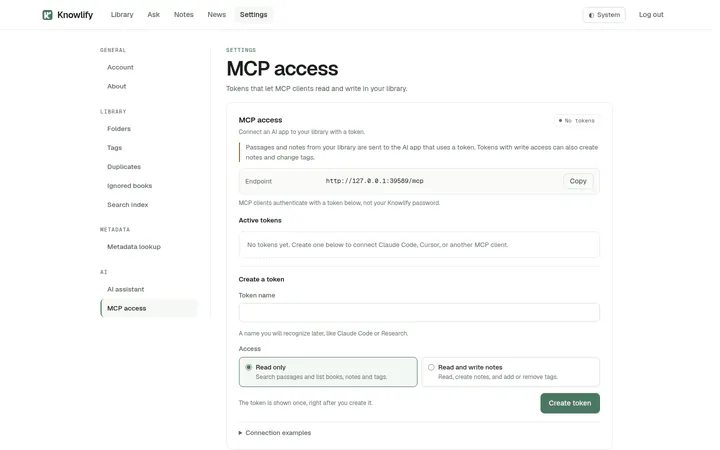 Knowlify
Library
Ask
Notes
News
Settings
System
Log out
GENERAL
Account
About
LIBRARY
Folders
Tags
Duplicates
Ignored books
Search index
METADATA
Metadata lookup
AI
AI assistant
MCP access
SETTINGS
MCP access
Tokens that let MCP clients read and write in your library.
MCP access
No tokens
Connect an AI app to your library with a token.
Passages and notes from your library are sent to the AI app that uses a token. Tokens with write access can also create
notes and change tags.
Endpoint
http://127.0.0.1:39589/mcp
Copy
MCP clients authenticate with a token below, not your Knowlify password.
Active tokens
No tokens yet. Create one below to connect Claude Code, Cursor, or another MCP client.
Create a token
Token name
A name you will recognize later, like Claude Code or Research.
Access
Read only
Search passages and list books, notes and tags.
Read and write notes
Read, create notes, and add or remove tags.
The token is shown once, right after you create it.
Create token
Connection examples